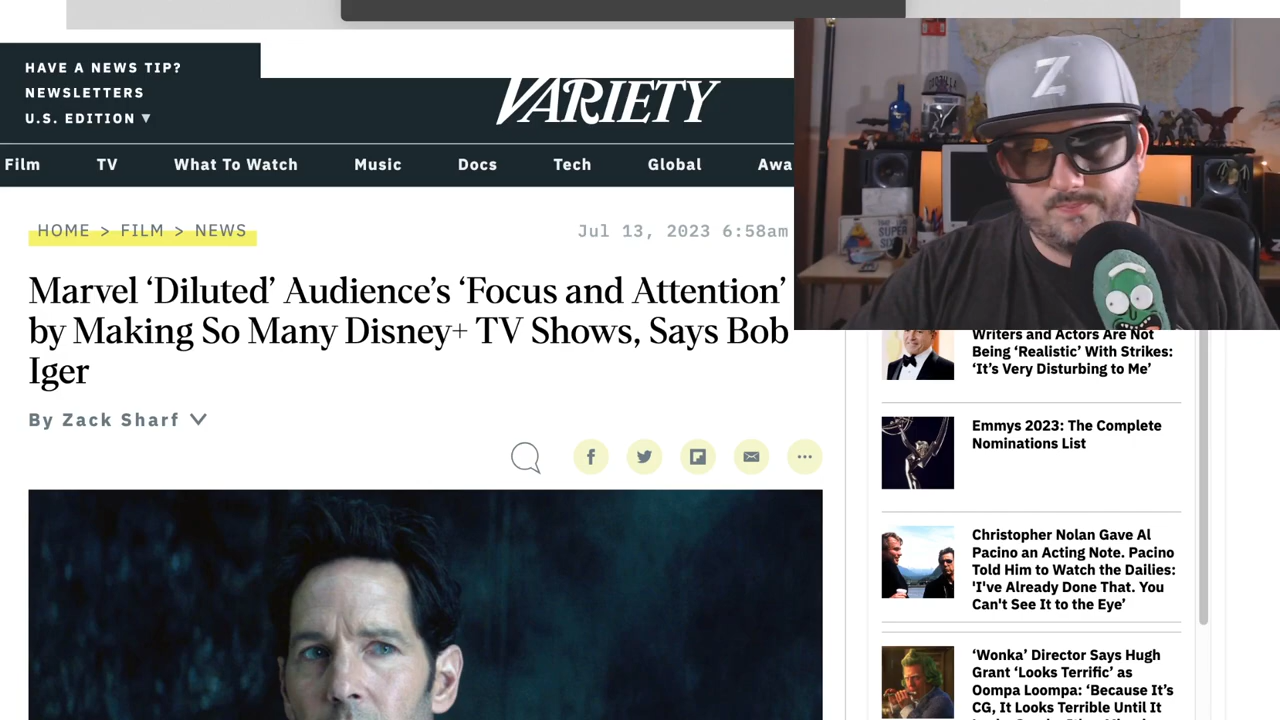 HAVE A NEWS TIP?
NEWSLETTERS
U.S. EDITION ▼
VARIETY
Film TV What To Watch Music Docs Tech Global Awa
HOME > FILM > NEWS
Jul 13, 2023 6:58am
Marvel ‘Diluted’ Audience’s ‘Focus and Attention’
by Making So Many Disney+ TV Shows, Says Bob
Iger
By Zack Sharf
Z
Writers and Actors Are Not
Being ‘Realistic’ With Strikes:
‘It’s Very Disturbing to Me’
Emmys 2023: The Complete
Nominations List
Christopher Nolan Gave Al
Pacino an Acting Note. Pacino
Told Him to Watch the Dailies:
'I've Already Done That. You
Can't See It to the Eye’
‘Wonka’ Director Says Hugh
Grant ‘Looks Terrific’ as
Oompa Loompa: ‘Because It’s
CG, It Looks Terrible Until It